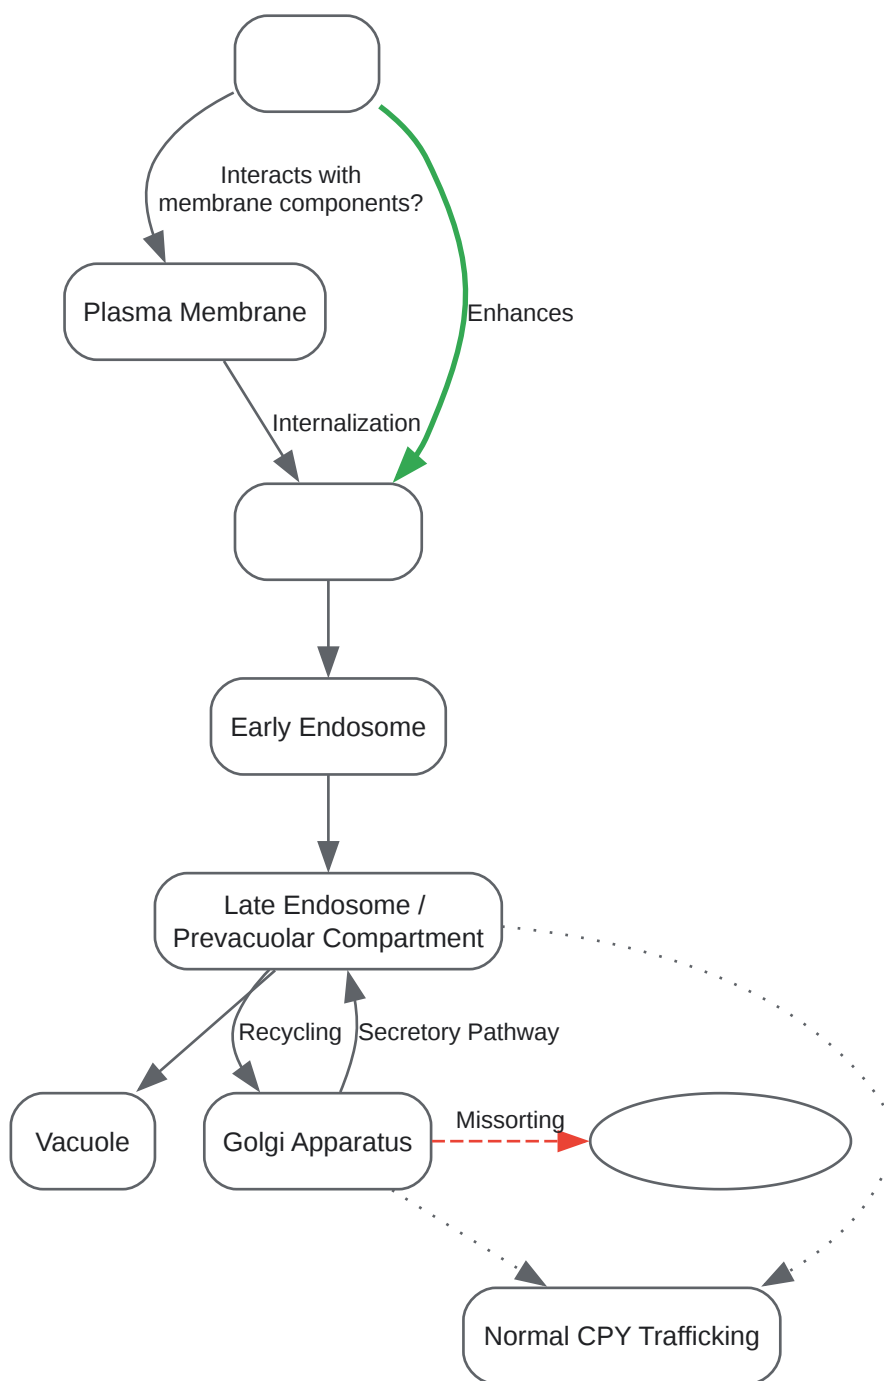 Interacts with
membrane components?
Plasma Membrane
Enhances
Internalization
Early Endosome
Late Endosome /
Prevacuolar Compartment
Recycling
Secretory Pathway
Missorting
Vacuole
Golgi Apparatus
Normal CPY Trafficking